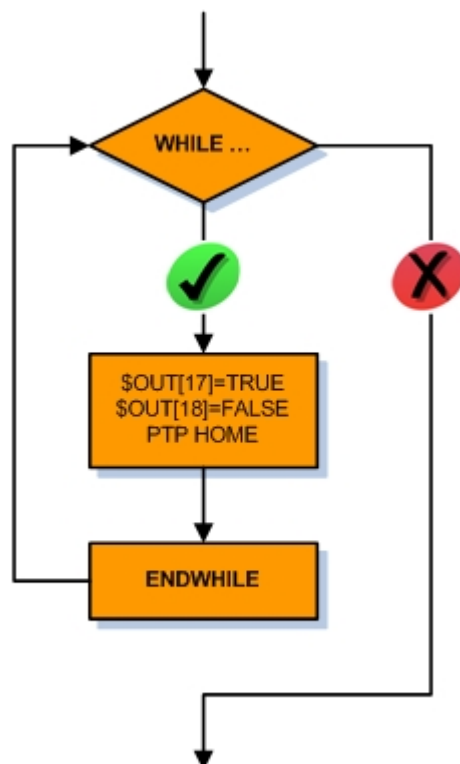 WHILE ...
$OUT[17]=TRUE
$OUT[18]=FALSE
PTP HOME
ENDWHILE